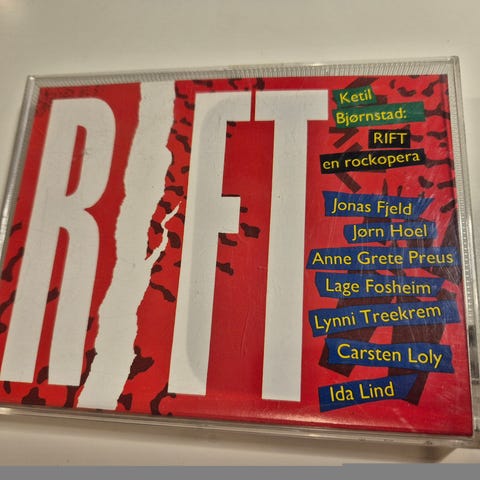 RIFT
Ketil
Bjørnstad:
RIFT
en rockopera
Jonas Fjeld
Jørn Hoel
Anne Grete Preus
Lage Fosheim
Lynni Treekrem
Carsten Loly
Ida Lind